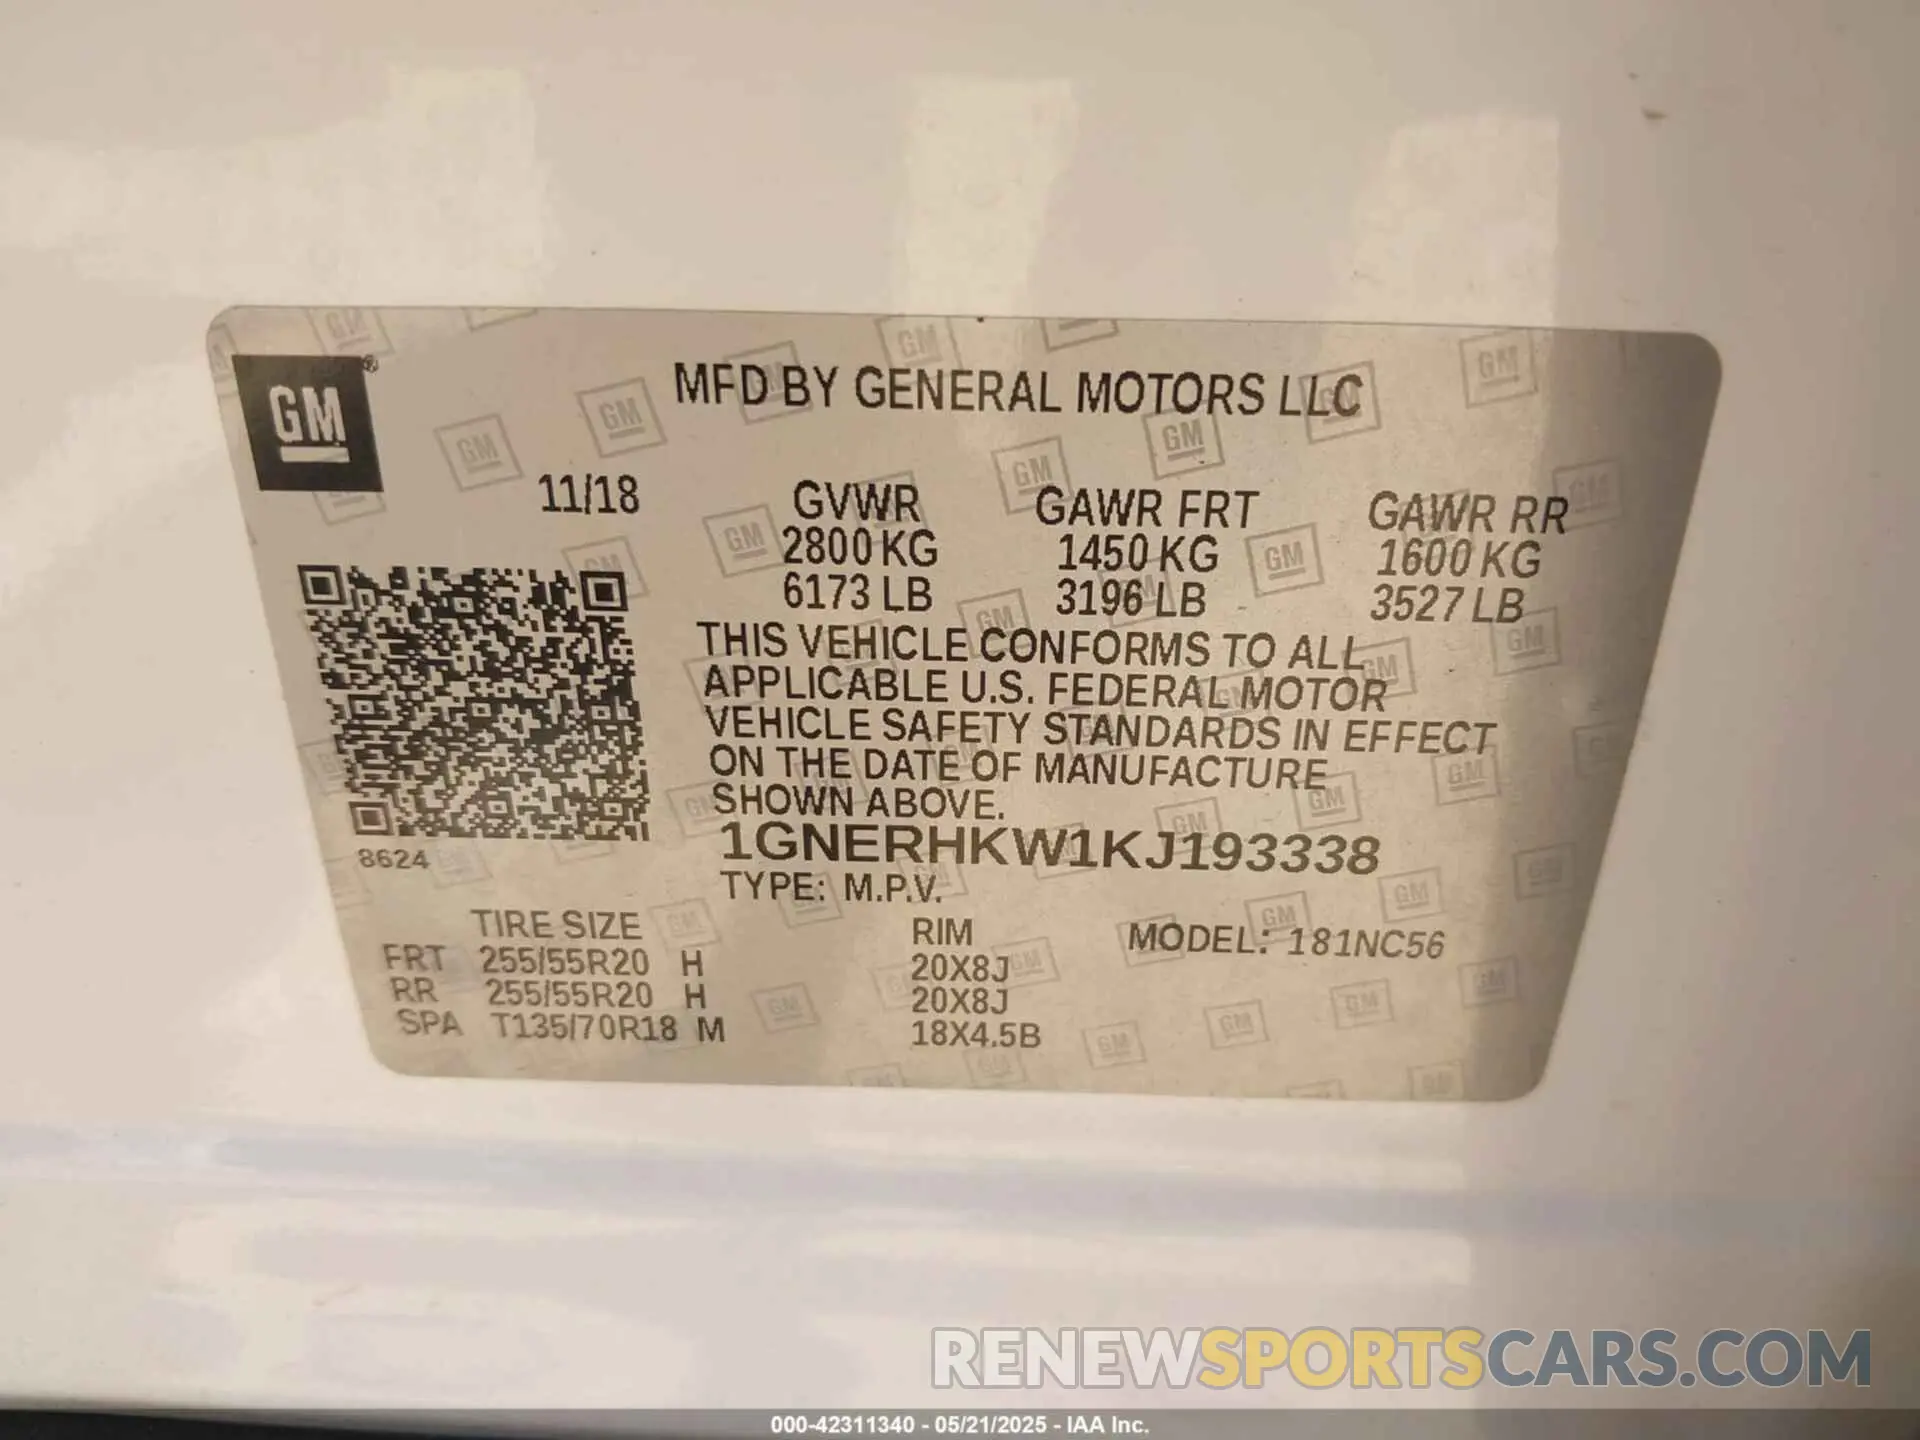 GM®
MFD BY GENERAL MOTORS LLC
11/18 GVWR GAWR FRT GAWR RR
2800 KG 1450 KG 1600 KG
6173 LB 3196 LB 3527 LB
THIS VEHICLE CONFORMS TO ALL
APPLICABLE U.S. FEDERAL MOTOR
VEHICLE SAFETY STANDARDS IN EFFECT
ON THE DATE OF MANUFACTURE
SHOWN ABOVE.
1GNERHKW1KJ193338
8624
TYPE: M.P.V.
TIRE SIZE RIM MODEL: 181NC56
FRT 255/55R20 H 20X8J
RR 255/55R20 H 20X8J
SPA T135/70R18 M 18X4.5B
RENEWSPORTSCARS.COM
000-42311340 - 05/21/2025 - IAA Inc.